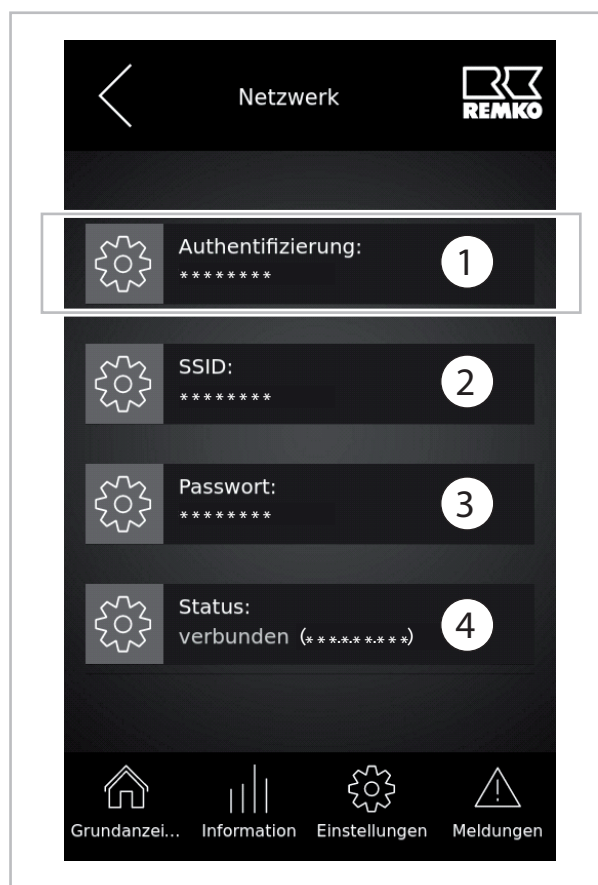 Netzwerk
REMKO
Authentifizierung:
********
1
SSID:
********
2
Passwort:
********
3
Status:
verbunden (***.*.**.***)
4
Grundanzei... Information Einstellungen Meldungen